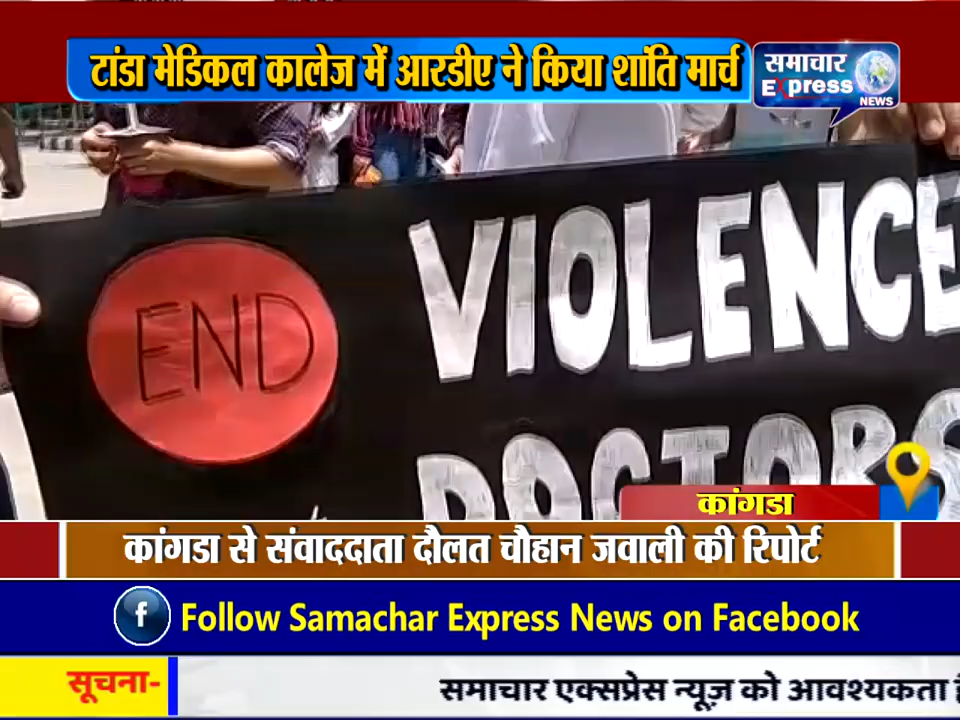 टांडा मेडिकल कालेज में आरडीए ने किया शांति मार्च
समाचार
Express
NEWS
END
VIOLENCE
DOCTORS
कांगडा
कांगडा से संवाददाता दौलत चौहान जवाली की रिपोर्ट
f Follow Samachar Express News on Facebook
सूचना-
समाचार एक्सप्रेस न्यूज़ को आवश्यकता